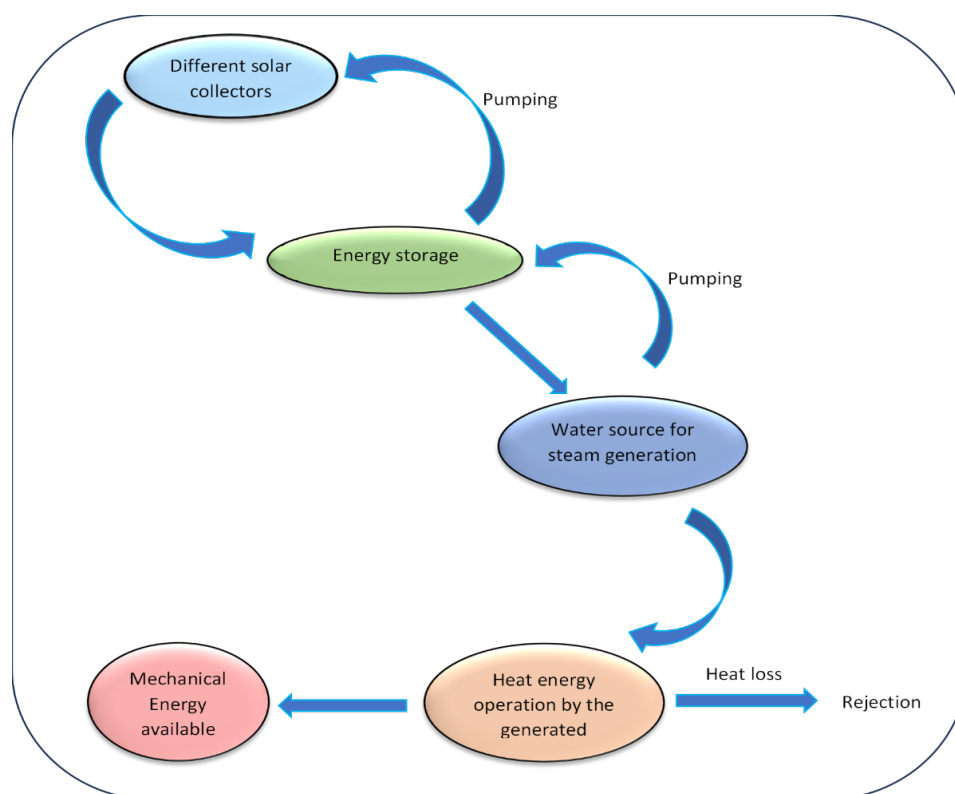 Different solar
collectors
Pumping
Energy storage
Pumping
Water source for
steam generation
Mechanical
Energy
available
Heat energy
operation by the
generated
Heat loss
Rejection